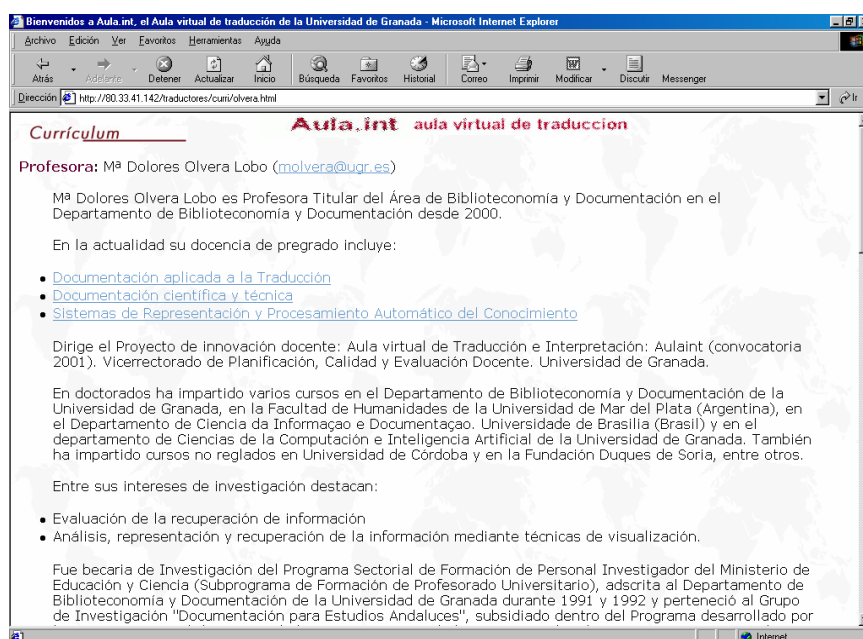 Bienvenidos a Aula.int, el Aula virtual de traducción de la Universidad de Granada - Microsoft Internet Explorer
Archivo Edición Ver Favoritos Herramientas Ayuda
Atrás Adelante Detener Actualizar Inicio Búsqueda Favoritos Historial Correo Imprimir Modificar Discutir Messenger
Dirección http://80.33.41.142/traductores/curri/olvera.html Ir
Currículum Aula.int aula virtual de traduccion
Profesora: Mª Dolores Olvera Lobo (molvera@ugr.es)
Mª Dolores Olvera Lobo es Profesora Titular del Área de Biblioteconomía y Documentación en el
Departamento de Biblioteconomía y Documentación desde 2000.
En la actualidad su docencia de pregrado incluye:
• Documentación aplicada a la Traducción
• Documentación científica y técnica
• Sistemas de Representación y Procesamiento Automático del Conocimiento
Dirige el Proyecto de innovación docente: Aula virtual de Traducción e Interpretación: Aulaint (convocatoria
2001). Vicerrectorado de Planificación, Calidad y Evaluación Docente. Universidad de Granada.
En doctorados ha impartido varios cursos en el Departamento de Biblioteconomía y Documentación de la
Universidad de Granada, en la Facultad de Humanidades de la Universidad de Mar del Plata (Argentina), en
el Departamento de Ciencia da Informaçao e Documentaçao. Universidade de Brasilia (Brasil) y en el
departamento de Ciencias de la Computación e Inteligencia Artificial de la Universidad de Granada. También
ha impartido cursos no reglados en Universidad de Córdoba y en la Fundación Duques de Soria, entre otros.
Entre sus intereses de investigación destacan:
• Evaluación de la recuperación de información
• Análisis, representación y recuperación de la información mediante técnicas de visualización.
Fue becaria de Investigación del Programa Sectorial de Formación de Personal Investigador del Ministerio de
Educación y Ciencia (Subprograma de Formación de Profesorado Universitario), adscrita al Departamento de
Biblioteconomía y Documentación de la Universidad de Granada durante 1991 y 1992 y perteneció al Grupo
de Investigación "Documentación para Estudios Andaluces", subsidiado dentro del Programa desarrollado por
Internet